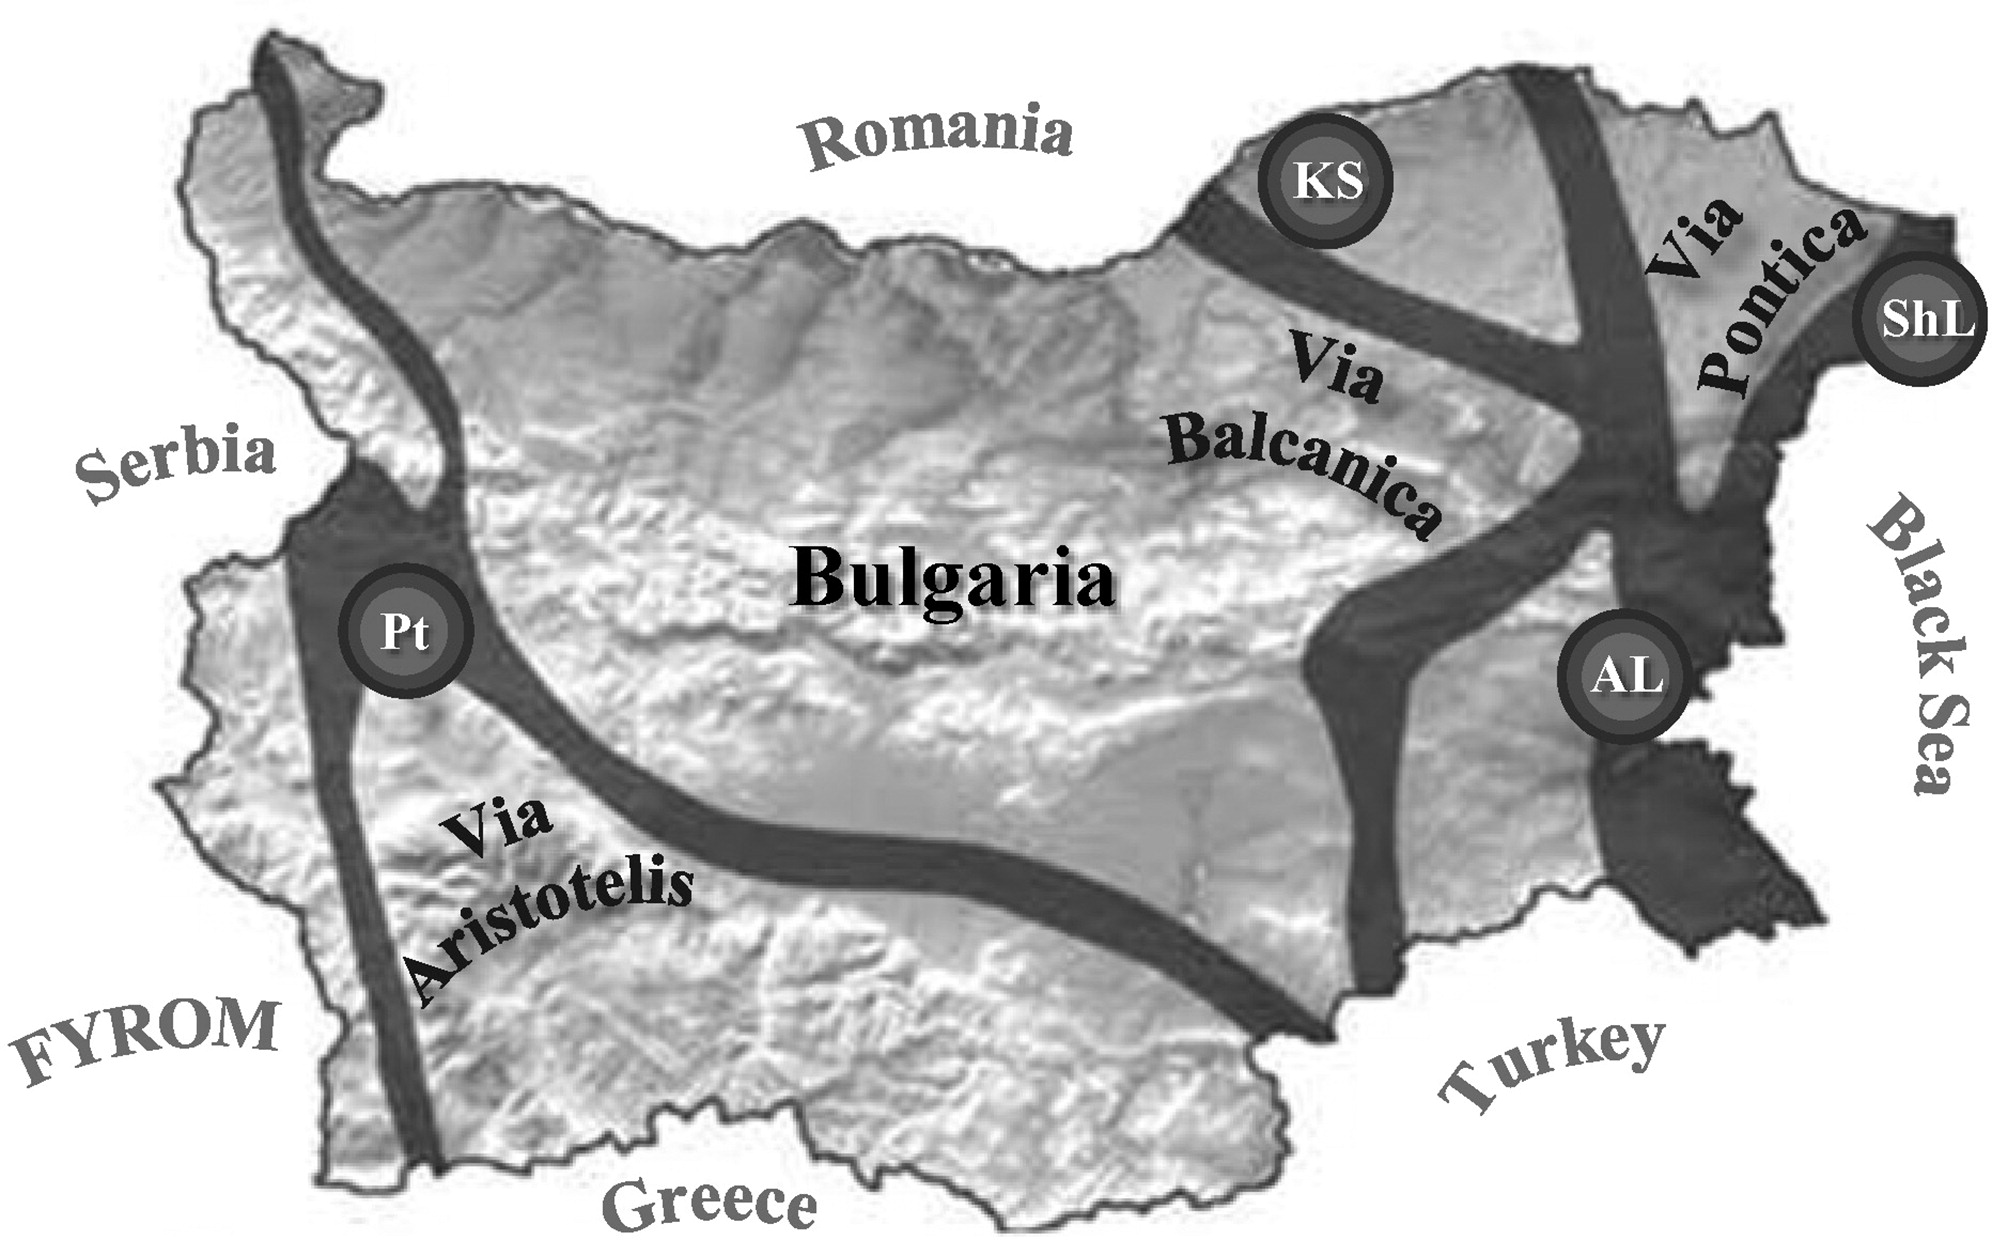 Romania
KS
Via
Pontica
ShL
Via
Balcanica
Serbia
Bulgaria
Black Sea
Pt
AL
Via
Aristotelis
FYROM
Turkey
Greece